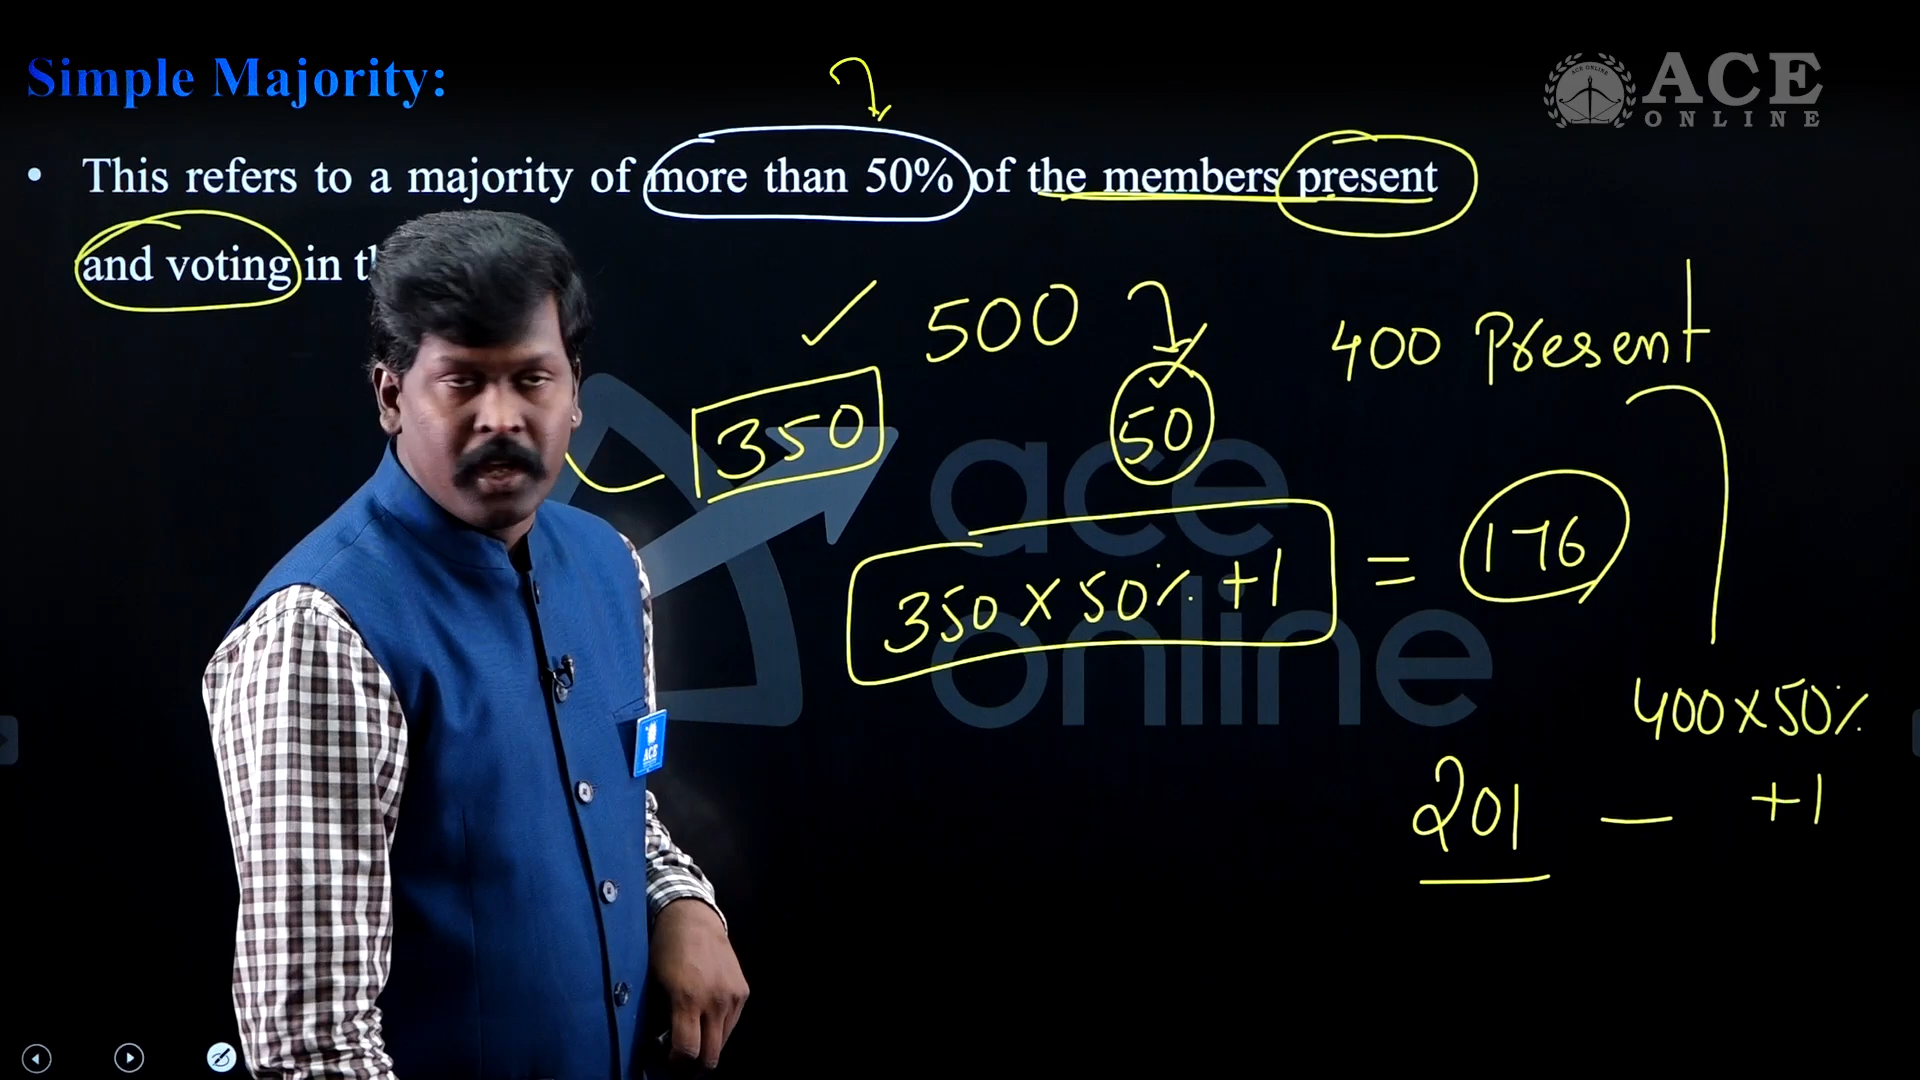 Simple Majority:
ACE
ONLINE
• This refers to a majority of more than 50% of the members present
and voting in
500
400 Present
350
50
350 × 50% +1 = 176
400 × 50%
+1
201 —
ace
online
ACE